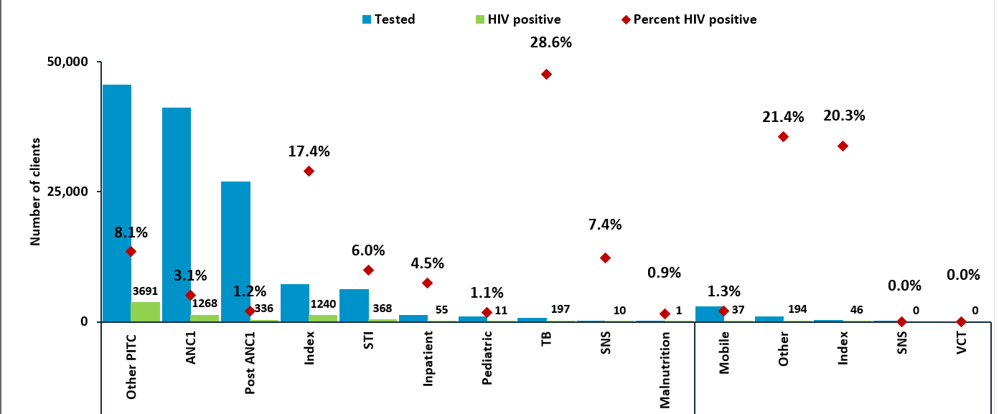 Tested HIV positive Percent HIV positive
28.6%
50,000
21.4% 20.3%
17.4%
25,000
Number of clients
8.1%
7.4%
6.0%
4.5%
3.1%
0.9%
0.0%
0.0%
1.2%
1.1%
1.3%
3691
1268
336
1240
368
55
11
197
10
1
37
194
46
0
0
0
Other PITC
ANC1
Post ANC1
Index
STI
Inpatient
Pediatric
TB
SNS
Malnutrition
Mobile
Other
Index
SNS
VCT